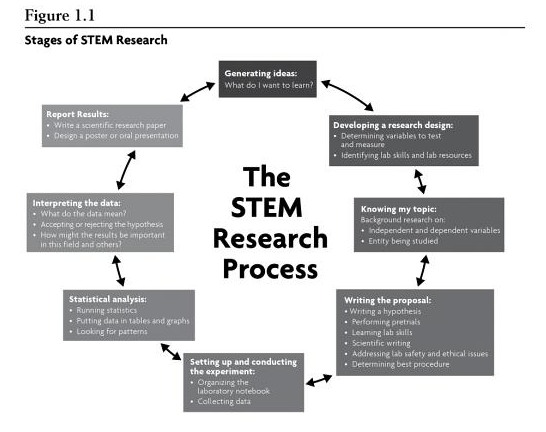 Figure 1.1
Stages of STEM Research
Generating ideas:
What do I want to learn?
Developing a research design:
• Determining variables to test
and measure
• Identifying lab skills and lab resources
Knowing my topic:
Background research on:
• Independent and dependent variables
• Entity being studied
Writing the proposal:
• Writing a hypothesis
• Performing pretrials
• Learning lab skills
• Scientific writing
• Addressing lab safety and ethical issues
• Determining best procedure
Setting up and conducting
the experiment:
• Organizing the
laboratory notebook
• Collecting data
Statistical analysis:
• Running statistics
• Putting data in tables and graphs
• Looking for patterns
Interpreting the data:
• What do the data mean?
• Accepting or rejecting the hypothesis
• How might the results be important
in this field and others?
Report Results:
• Write a scientific research paper
• Design a poster or oral presentation
The
STEM
Research
Process